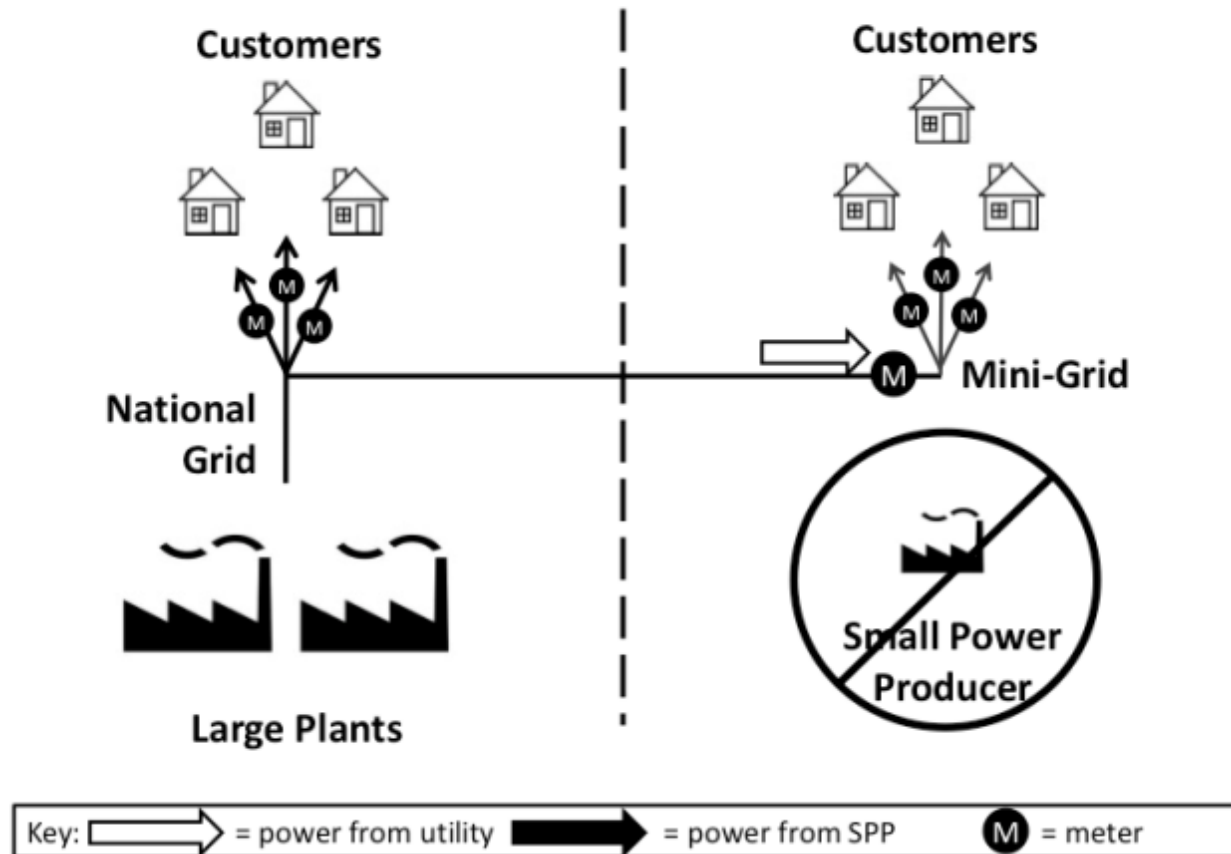 Customers
Customers
M
M
M
M
M
M
M
Mini-Grid
National
Grid
Small Power
Producer
Large Plants
Key: = power from utility = power from SPP M = meter